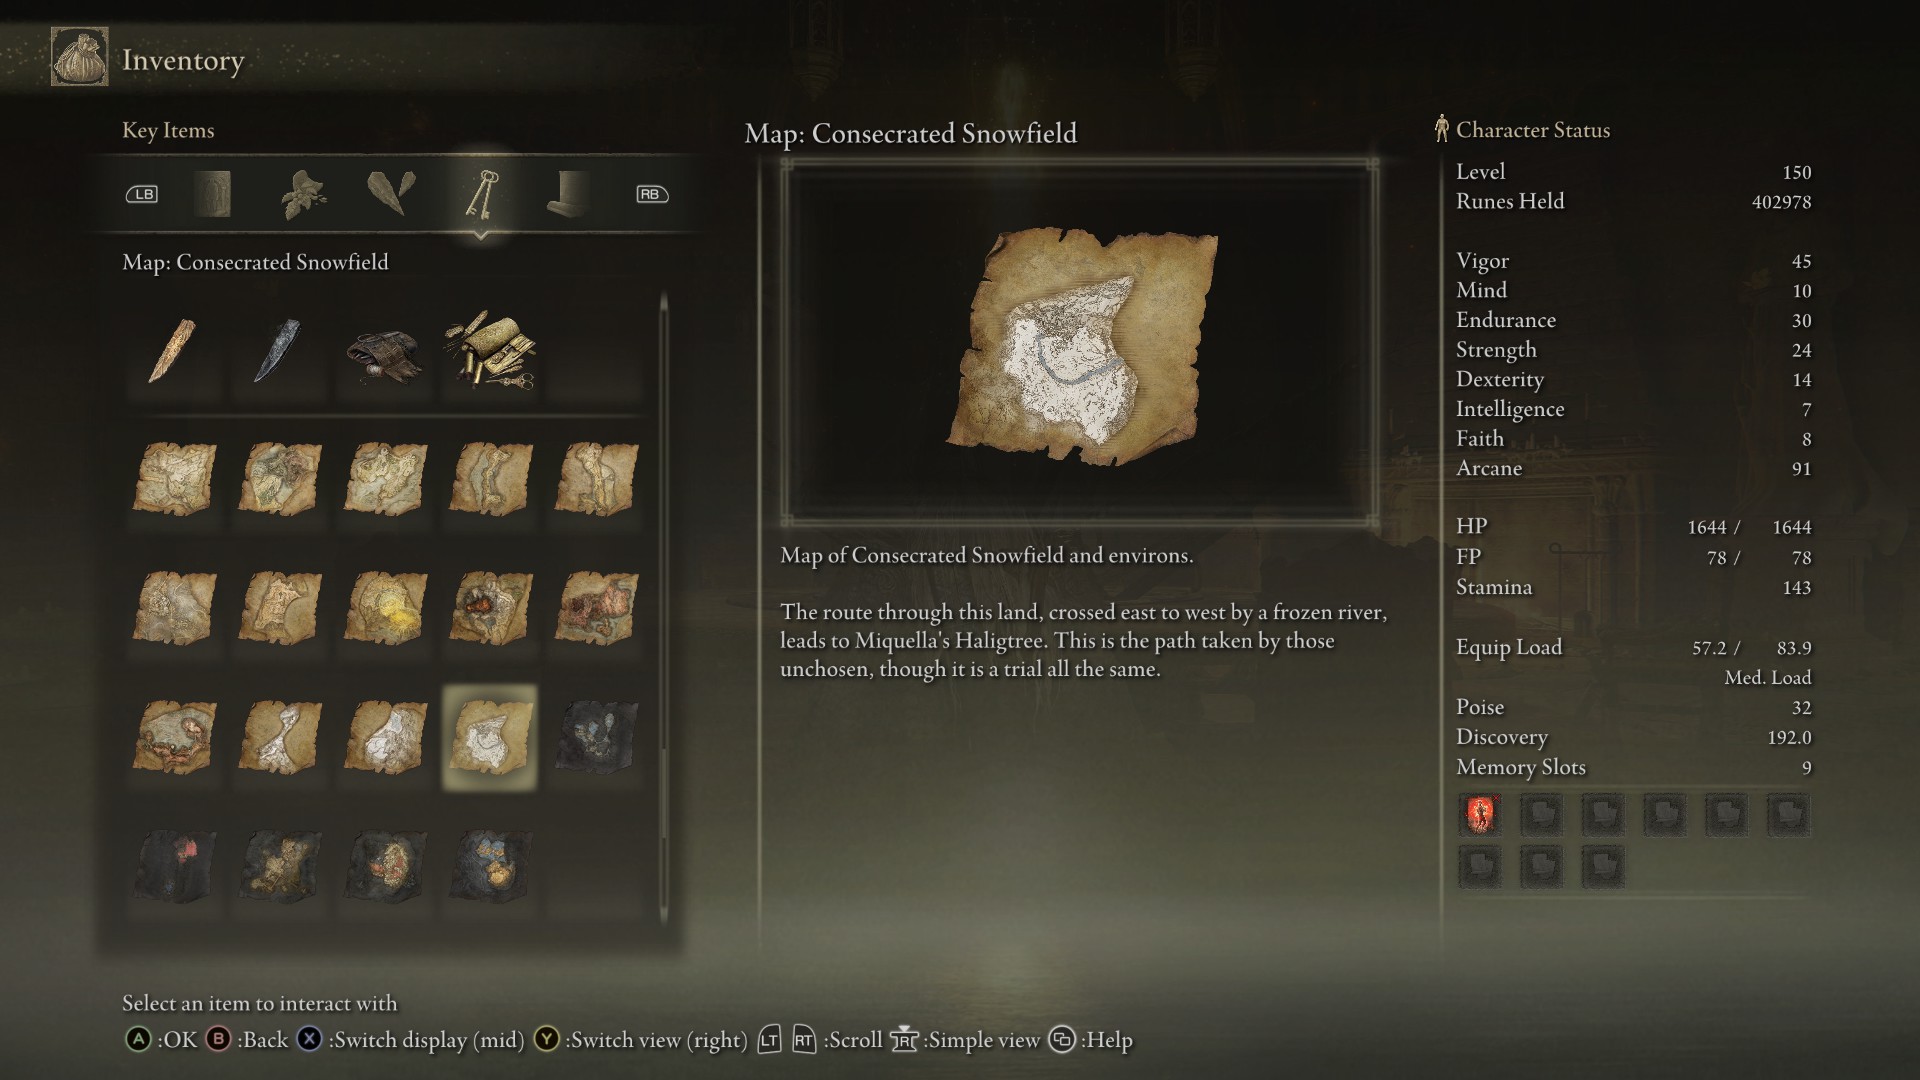 Inventory
Key Items
LB
RB
Map: Consecrated Snowfield
Map: Consecrated Snowfield
Map of Consecrated Snowfield and environs.
The route through this land, crossed east to west by a frozen river,
leads to Miquella's Haligtree. This is the path taken by those
unchosen, though it is a trial all the same.
Character Status
Level 150
Runes Held 402978
Vigor 45
Mind 10
Endurance 30
Strength 24
Dexterity 14
Intelligence 7
Faith 8
Arcane 91
HP 1644 / 1644
FP 78 / 78
Stamina 143
Equip Load 57.2 / 83.9
Med. Load
Poise 32
Discovery 192.0
Memory Slots 9
Select an item to interact with
A :OK B :Back X :Switch display (mid) Y :Switch view (right) LT RT :Scroll R :Simple view :Help